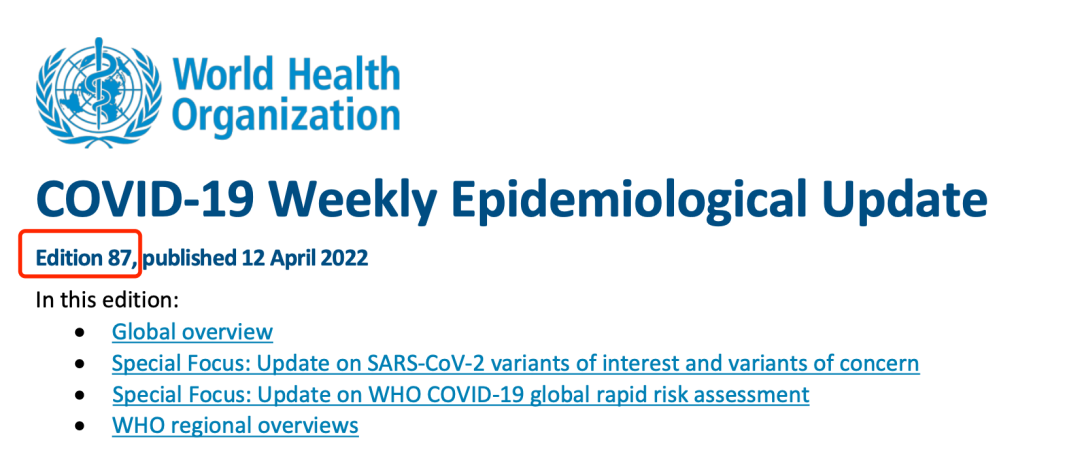 World Health
Organization
COVID-19 Weekly Epidemiological Update
Edition 87, published 12 April 2022
In this edition:
• Global overview
• Special Focus: Update on SARS-CoV-2 variants of interest and variants of concern
• Special Focus: Update on WHO COVID-19 global rapid risk assessment
• WHO regional overviews